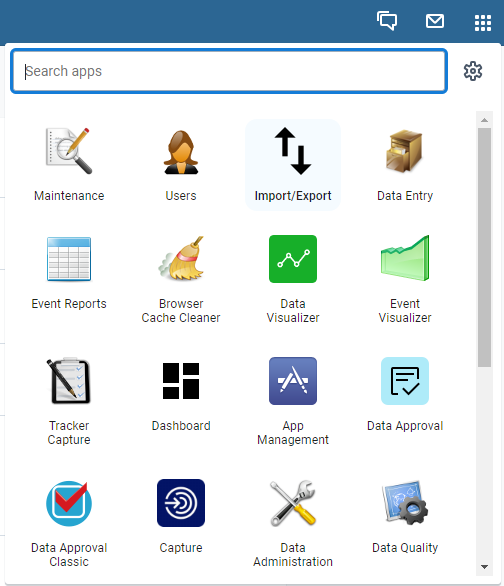 Search apps
Maintenance
Users
Import/Export
Data Entry
Event Reports
Browser
Cache Cleaner
Data
Visualizer
Event
Visualizer
Tracker
Capture
Dashboard
App
Management
Data Approval
Data Approval
Classic
Capture
Data
Administration
Data Quality